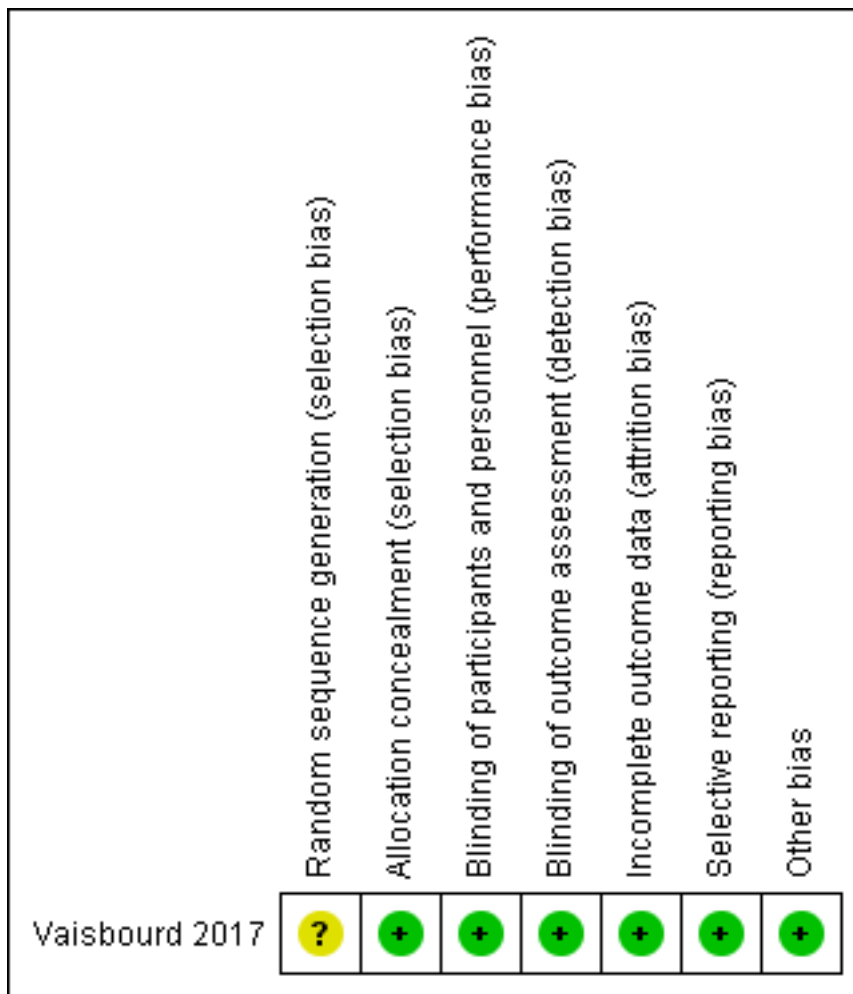 Random sequence generation (selection bias)
Allocation concealment (selection bias)
Blinding of participants and personnel (performance bias)
Blinding of outcome assessment (detection bias)
Incomplete outcome data (attrition bias)
Selective reporting (reporting bias)
Other bias
Vaisbourd 2017 ? + + + + + +